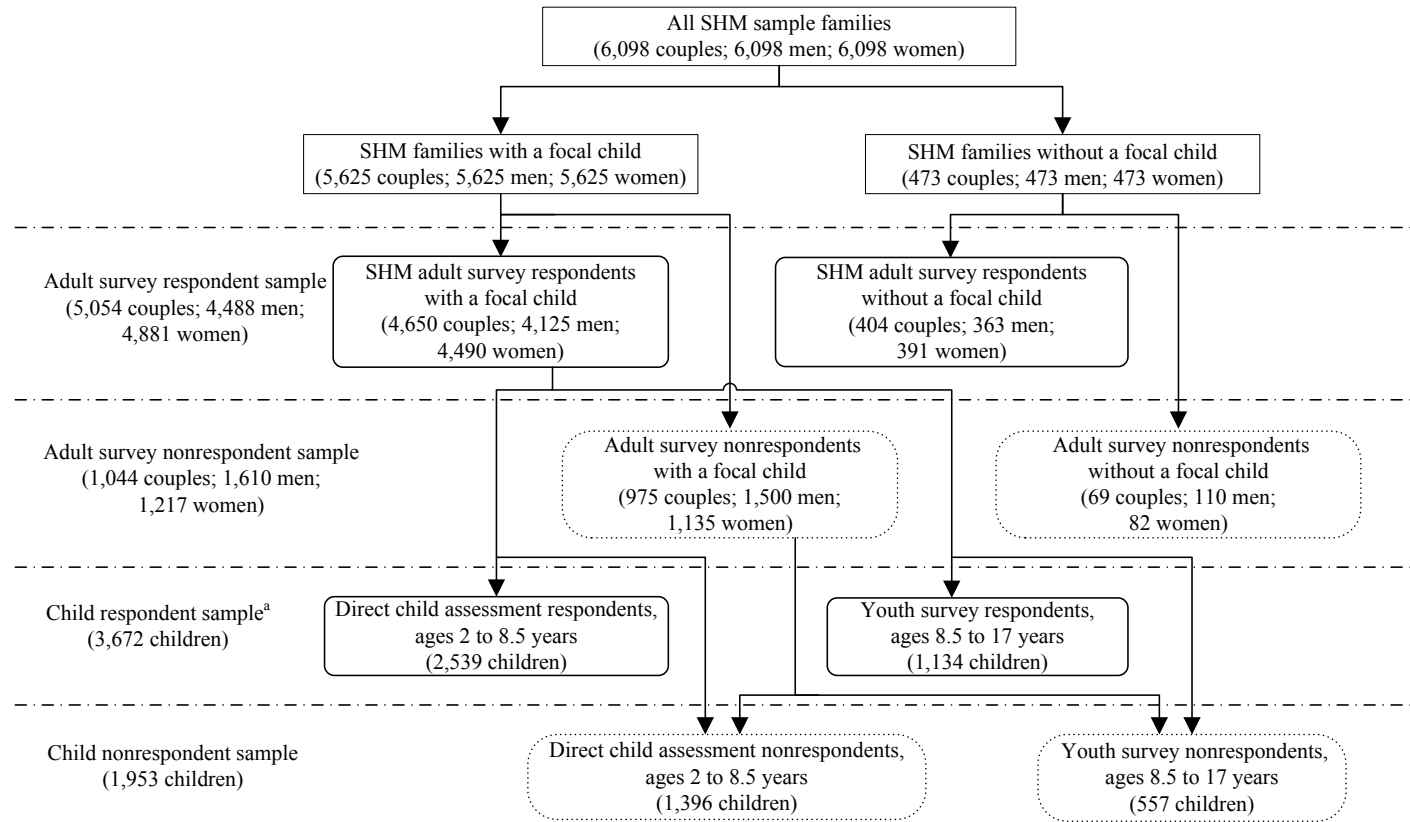 All SHM sample families
(6,098 couples; 6,098 men; 6,098 women)
SHM families with a focal child
(5,625 couples; 5,625 men; 5,625 women)
SHM families without a focal child
(473 couples; 473 men; 473 women)
Adult survey respondent sample
(5,054 couples; 4,488 men;
4,881 women)
SHM adult survey respondents
with a focal child
(4,650 couples; 4,125 men;
4,490 women)
SHM adult survey respondents
without a focal child
(404 couples; 363 men;
391 women)
Adult survey nonrespondent sample
(1,044 couples; 1,610 men;
1,217 women)
Adult survey nonrespondents
with a focal child
(975 couples; 1,500 men;
1,135 women)
Adult survey nonrespondents
without a focal child
(69 couples; 110 men;
82 women)
Child respondent sampleᵃ
(3,672 children)
Direct child assessment respondents,
ages 2 to 8.5 years
(2,539 children)
Youth survey respondents,
ages 8.5 to 17 years
(1,134 children)
Child nonrespondent sample
(1,953 children)
Direct child assessment nonrespondents,
ages 2 to 8.5 years
(1,396 children)
Youth survey nonrespondents,
ages 8.5 to 17 years
(557 children)